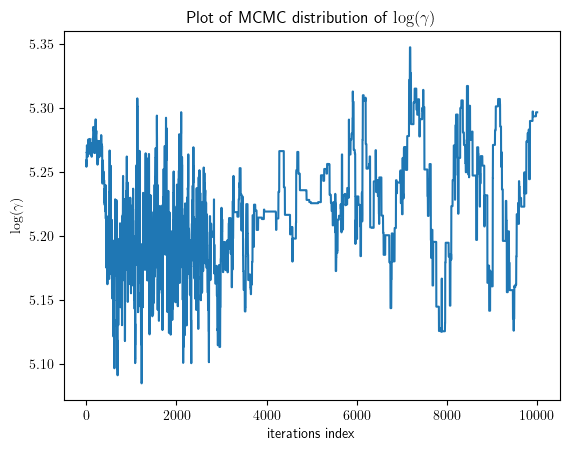 Plot of MCMC distribution of log(γ)
5.35
5.30
5.25
5.20
5.15
5.10
log(γ)
0 2000 4000 6000 8000 10000
iterations index